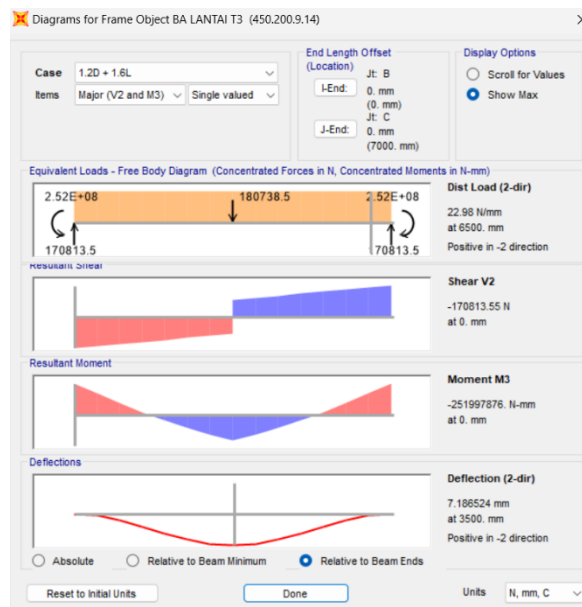 Diagrams for Frame Object BA LANTAI T3 (450.200.9.14)
Case 1.2D + 1.6L
Items Major (V2 and M3) Single valued
End Length Offset
(Location)
I-End:
Jt: B
0. mm
(0. mm)
J-End:
Jt: C
0. mm
(7000. mm)
Display Options
Scroll for Values
Show Max
Equivalent Loads - Free Body Diagram (Concentrated Forces in N, Concentrated Moments in N-mm)
2.52E+08 180738.5 2.52E+08
170813.5 170813.5
Dist Load (2-dir)
22.98 N/mm
at 6500. mm
Positive in -2 direction
Resultant Shear
Shear V2
-170813.55 N
at 0. mm
Resultant Moment
Moment M3
-251997876. N-mm
at 0. mm
Deflections
Deflection (2-dir)
7.186524 mm
at 3500. mm
Positive in -2 direction
Absolute Relative to Beam Minimum Relative to Beam Ends
Reset to Initial Units Done Units N, mm, C